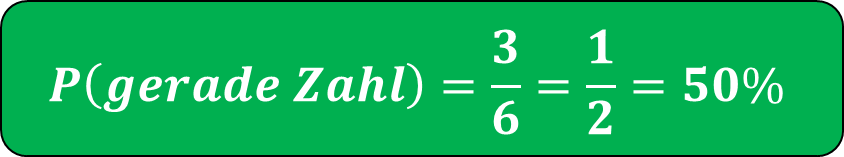 P(gerade Zahl) = 3/6 = 1/2 = 50%